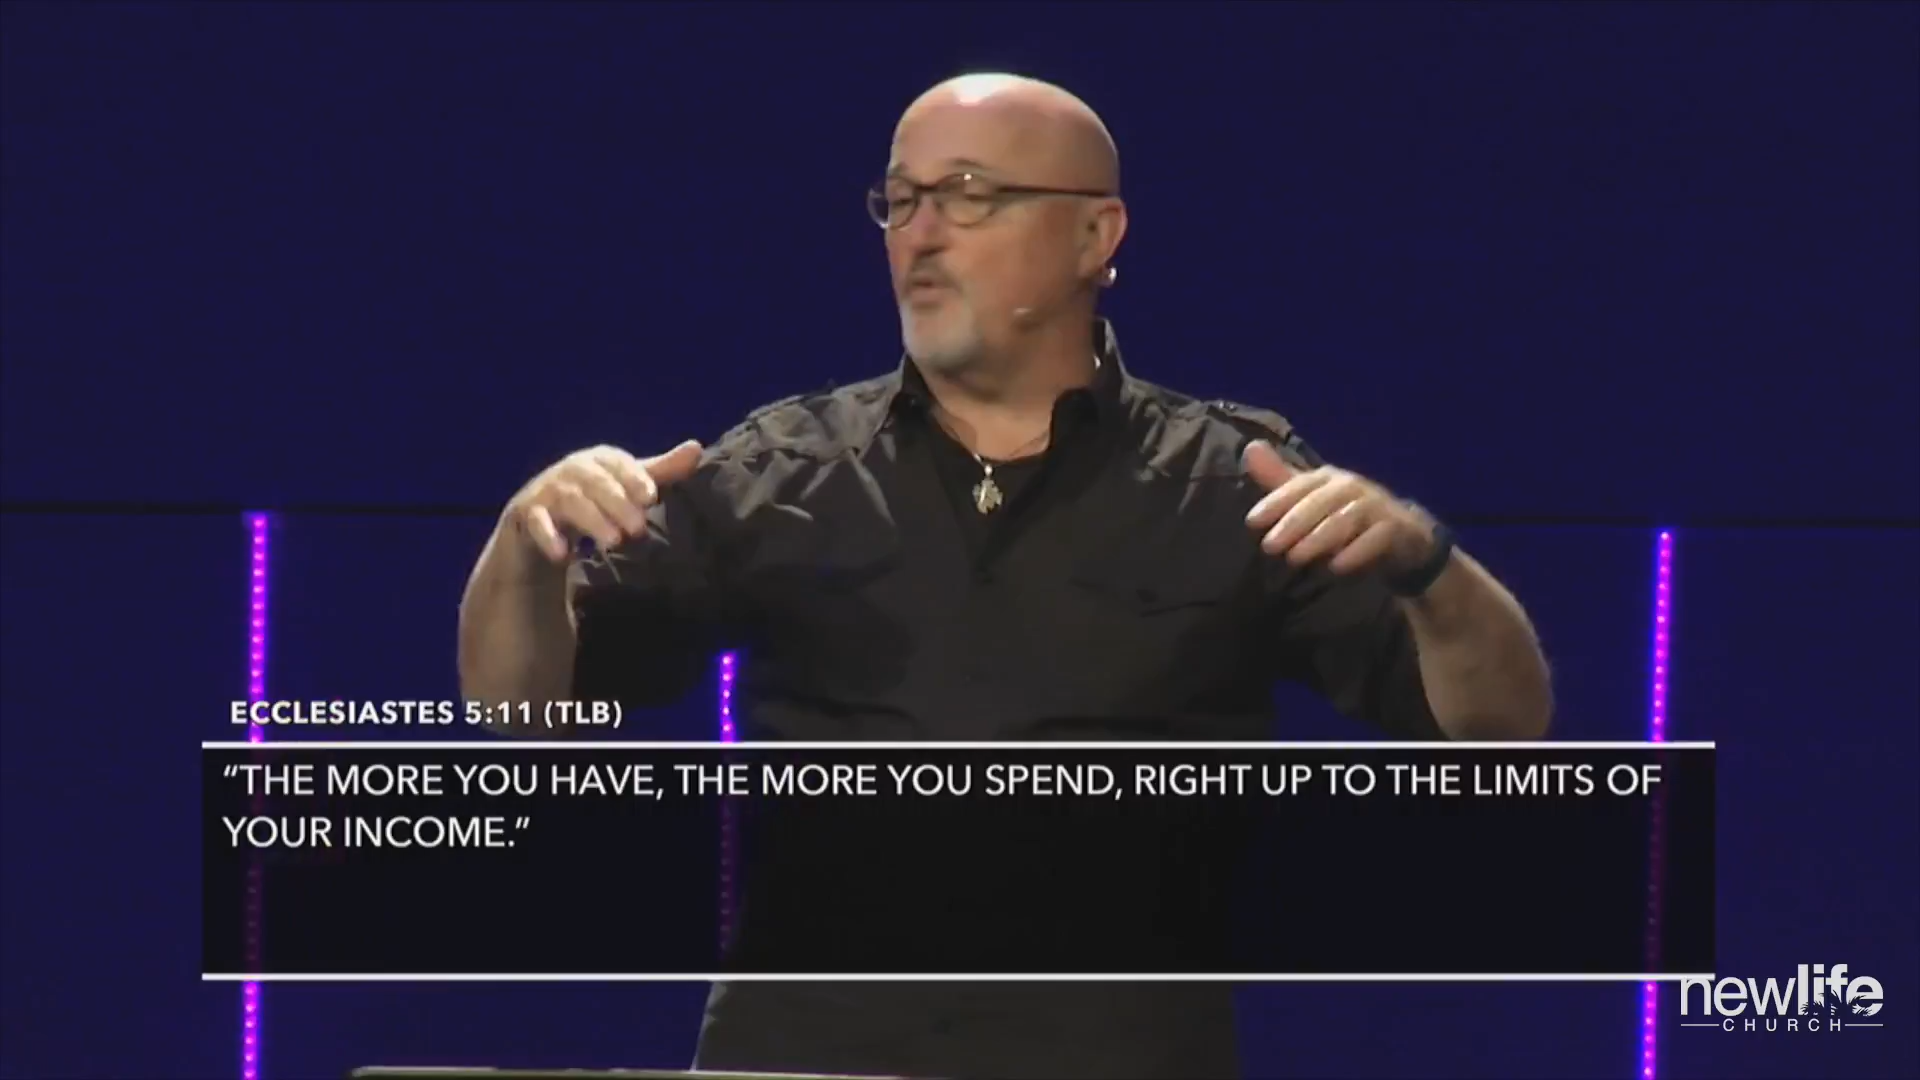 ECCLESIASTES 5:11 (TLB)
“THE MORE YOU HAVE, THE MORE YOU SPEND, RIGHT UP TO THE LIMITS OF
YOUR INCOME.”
newlife
CHURCH